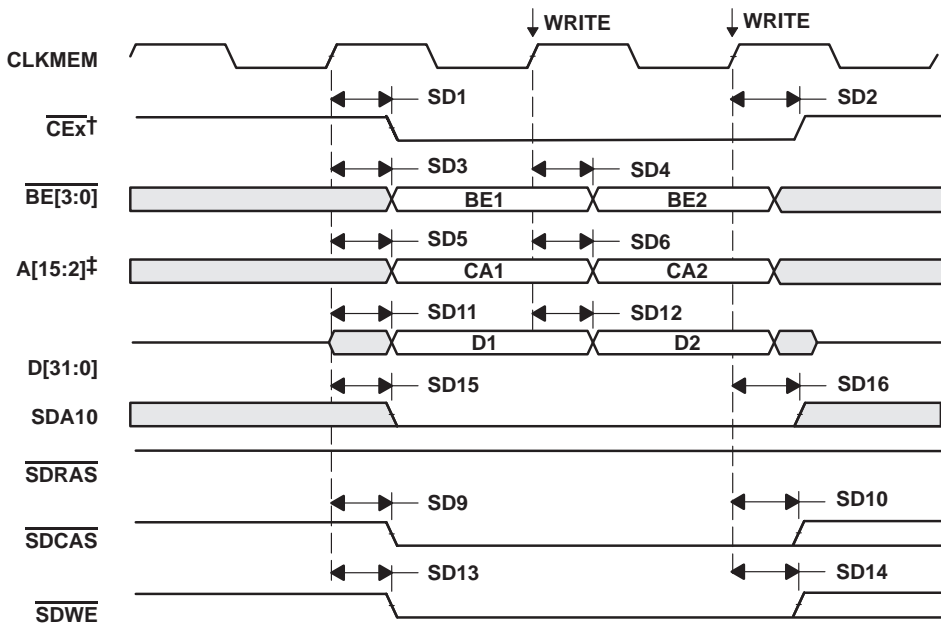 WRITE WRITE
CLKMEM
SD1 SD2
CEx†
SD3 SD4
BE[3:0] BE1 BE2
SD5 SD6
A[15:2]‡ CA1 CA2
SD11 SD12
D1 D2
D[31:0]
SD15 SD16
SDA10
SDRAS
SD9 SD10
SDCAS
SD13 SD14
SDWE